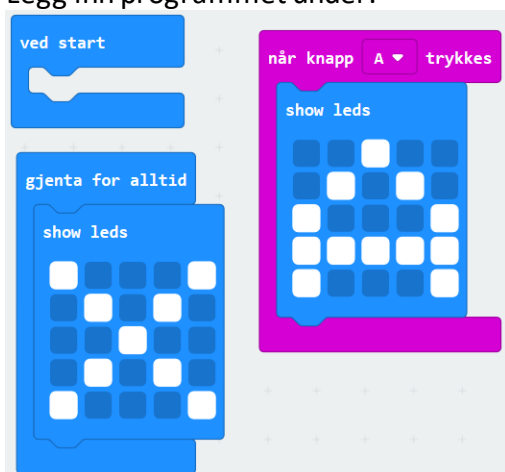 Legg inn programmet under:
ved start
når knapp A trykkes
show leds
gjenta for alltid
show leds